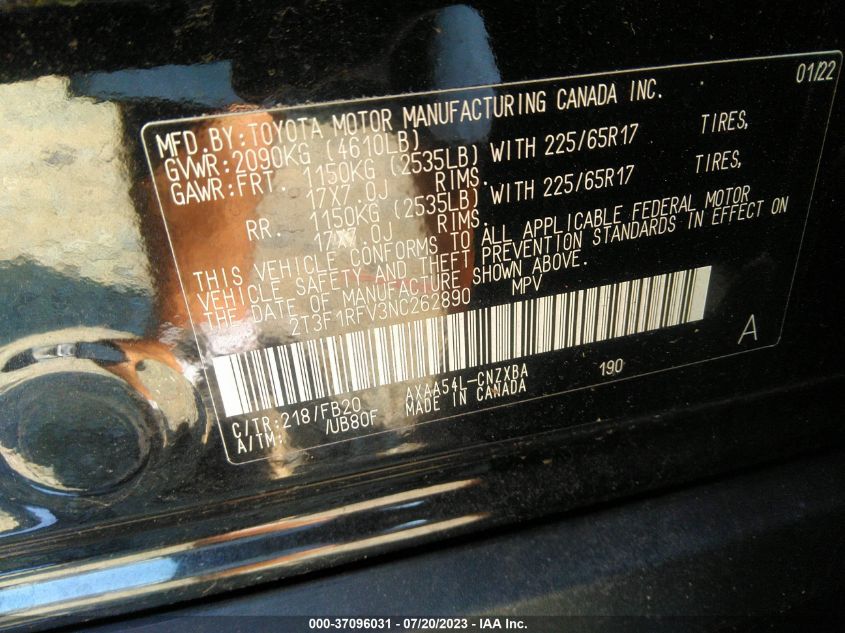 01/22
MFD.BY:TOYOTA MOTOR MANUFACTURING CANADA INC.
GVWR:2090KG (4610LB)
GAWR:FRT. 1150KG (2535LB) WITH 225/65R17 TIRES,
17X7.0J RIMS.
RR. 1150KG (2535LB) WITH 225/65R17 TIRES,
17X7.0J RIMS.
THIS VEHICLE CONFORMS TO ALL APPLICABLE FEDERAL MOTOR
VEHICLE SAFETY AND THEFT PREVENTION STANDARDS IN EFFECT ON
THE DATE OF MANUFACTURE SHOWN ABOVE.
2T3F1RFV3NC262890 MPV
A
C/TR:218/FB20 AXAA54L-CNZXBA 190
A/TM: /UB80F MADE IN CANADA
000-37096031 - 07/20/2023 - IAA Inc.